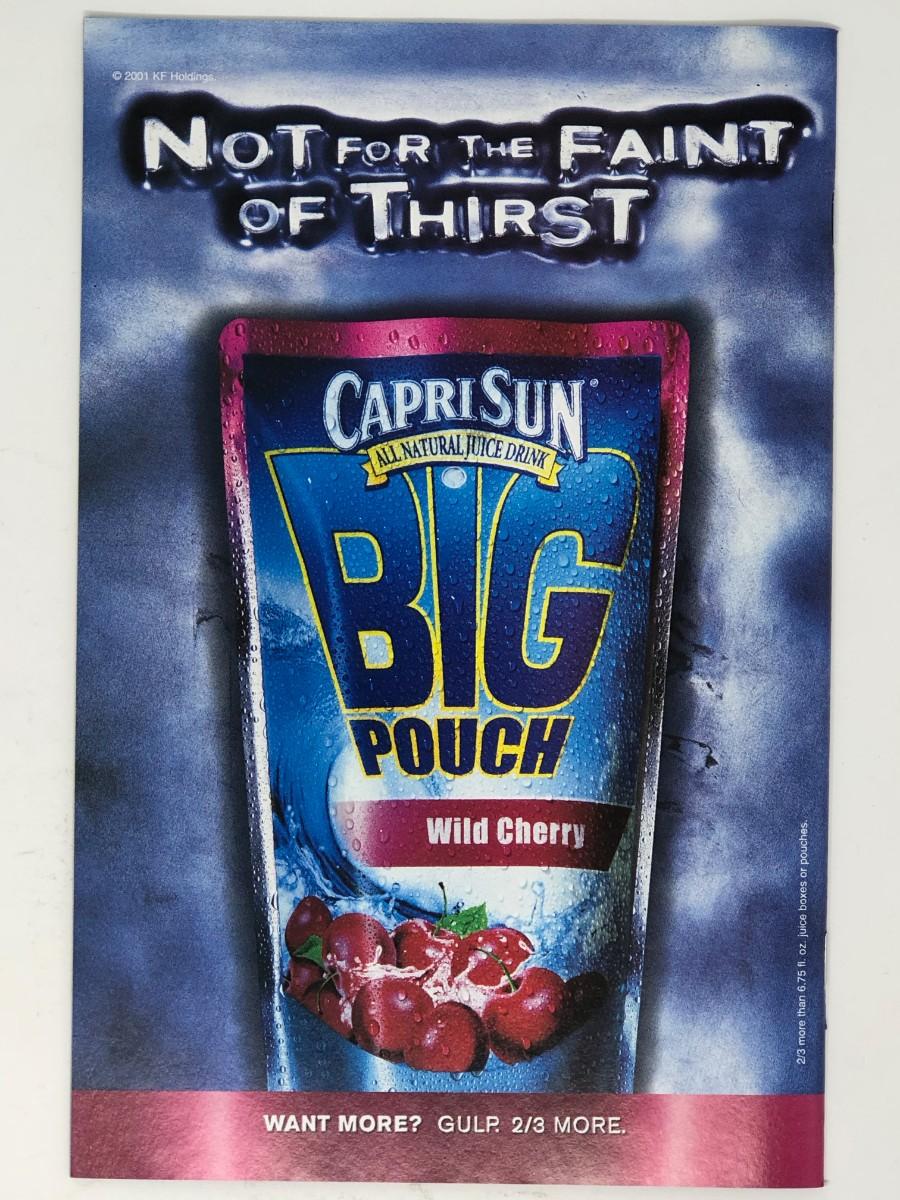 © 2001 KF Holdings.
NOT FOR THE FAINT
OF THIRST
CAPRI SUN®
ALL NATURAL JUICE DRINK
BIG
POUCH
Wild Cherry
2/3 more than 6.75 fl. oz. juice boxes or pouches.
WANT MORE? GULP. 2/3 MORE.